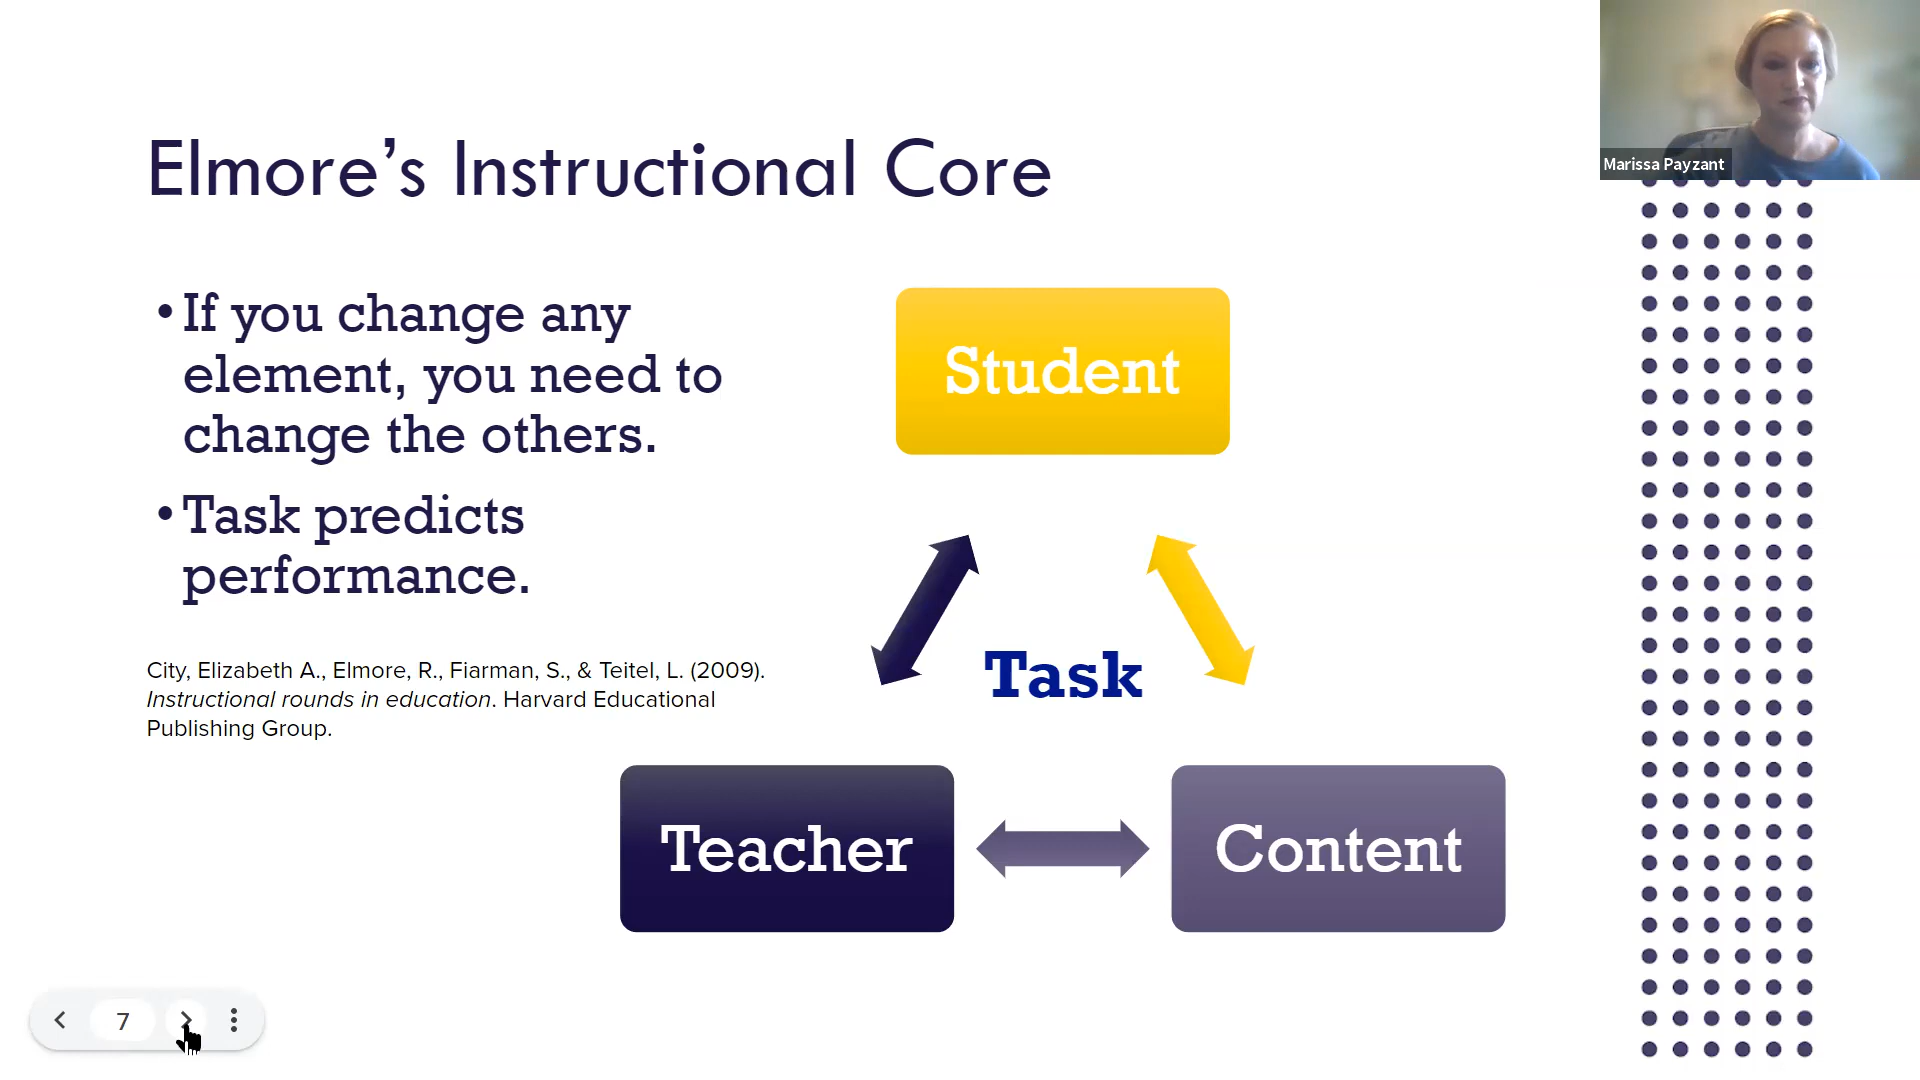 Marissa Payzant
Elmore’s Instructional Core
•If you change any
element, you need to
change the others.
•Task predicts
performance.
City, Elizabeth A., Elmore, R., Fiarman, S., & Teitel, L. (2009).
Instructional rounds in education. Harvard Educational
Publishing Group.
Student
Task
Teacher
Content
7